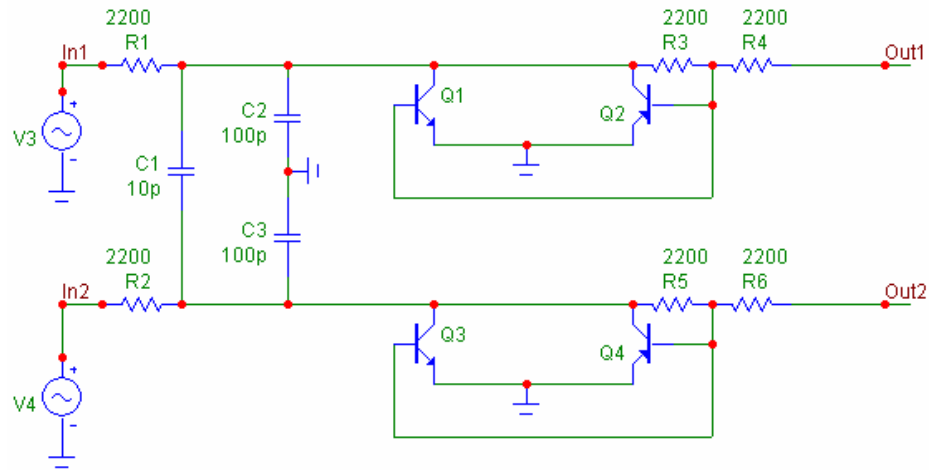 2200
R1
In1
2200
R3
2200
R4
Out1
V3
+
-
C1
10p
C2
100p
C3
100p
Q1
Q2
2200
R2
In2
2200
R5
2200
R6
Out2
V4
+
-
Q3
Q4